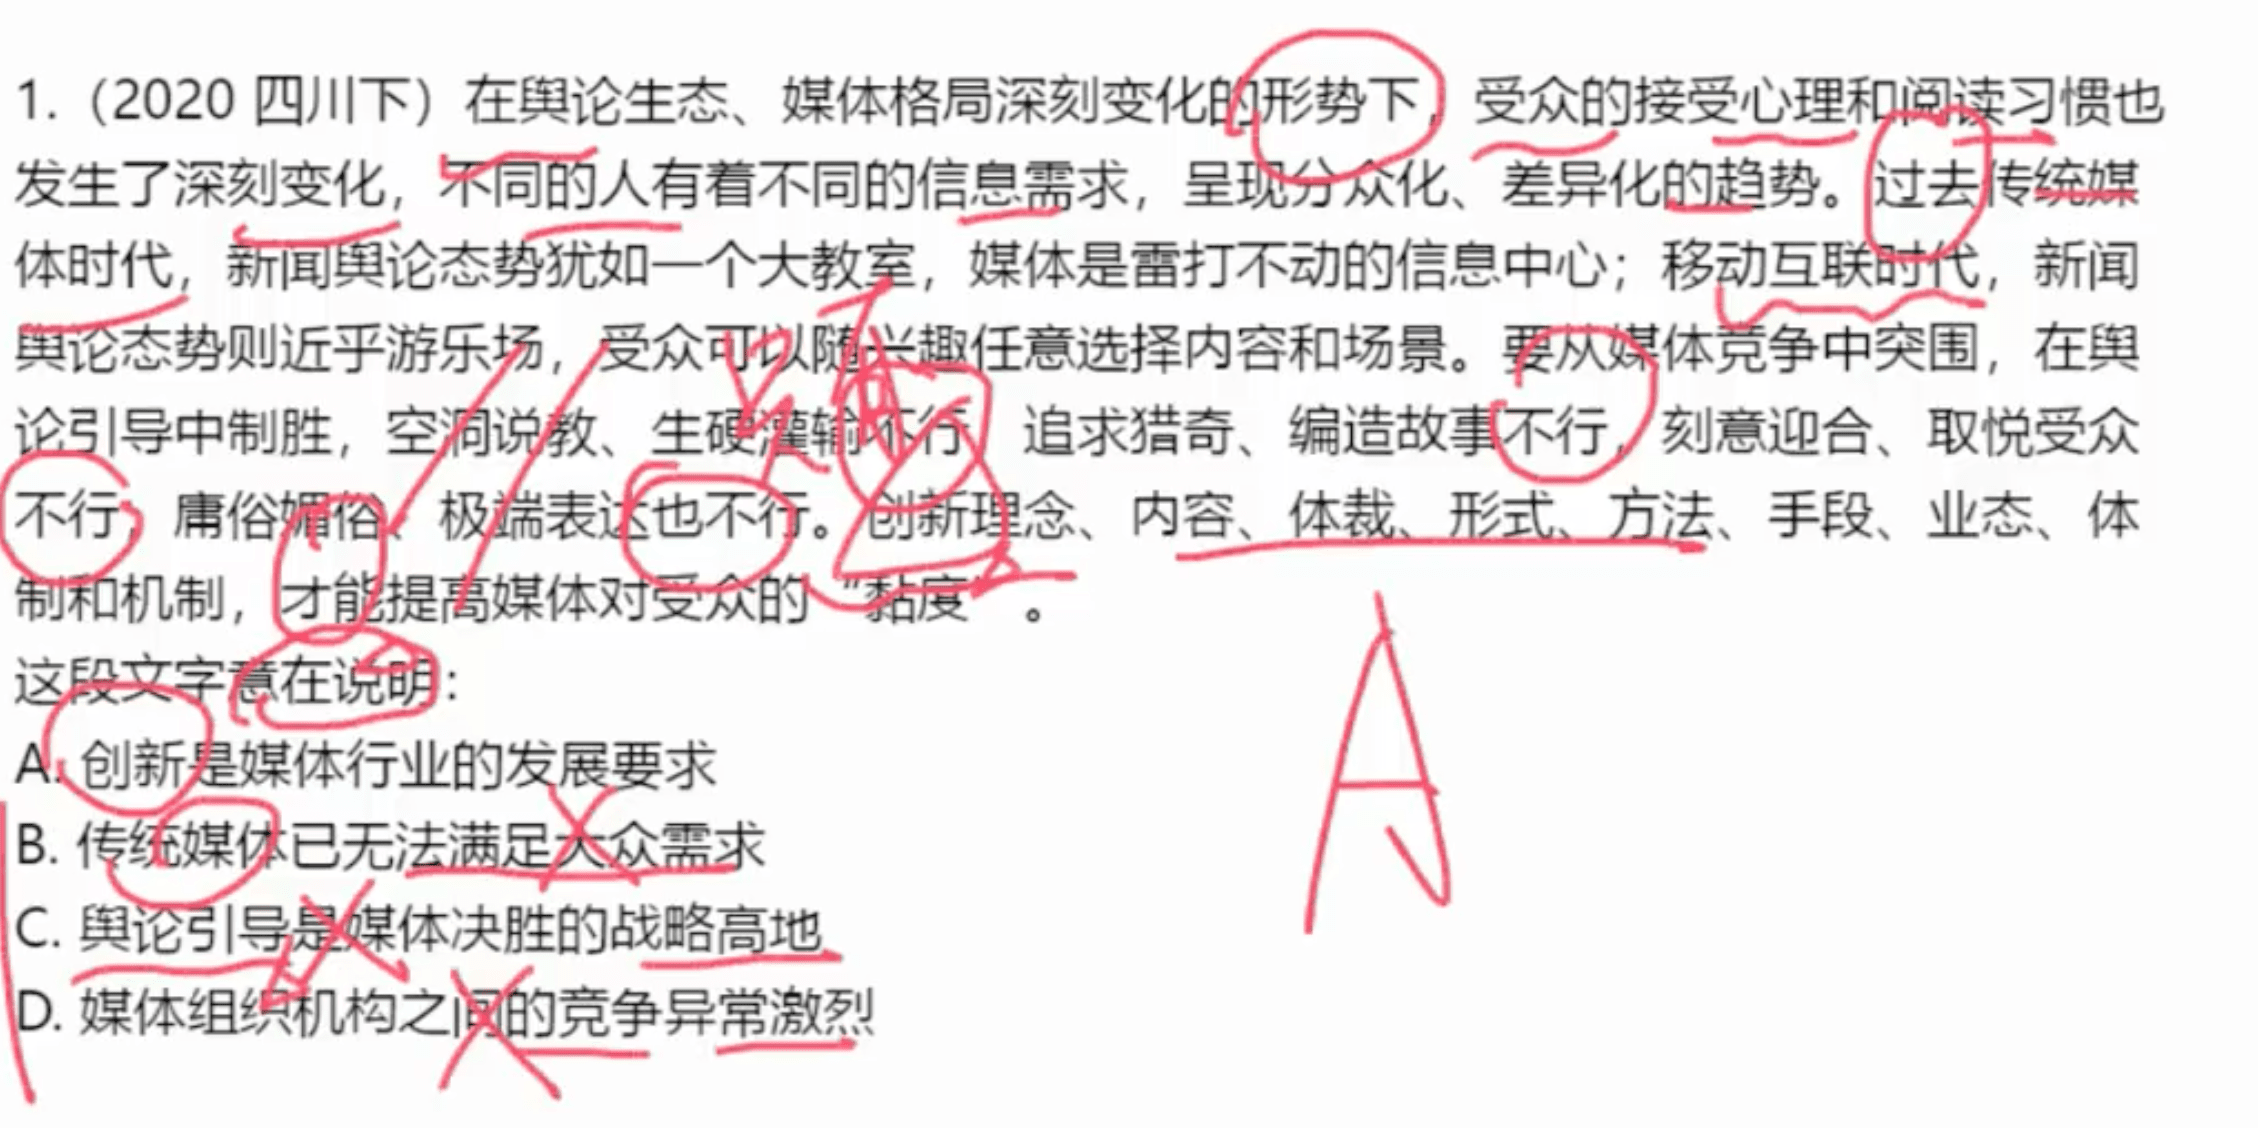 1.（2020 四川下）在舆论生态、媒体格局深刻变化的形势下，受众的接受心理和阅读习惯也
发生了深刻变化，不同的人有着不同的信息需求，呈现分众化、差异化的趋势。过去传统媒
体时代，新闻舆论态势犹如一个大教室，媒体是雷打不动的信息中心；移动互联时代，新闻
舆论态势则近乎游乐场，受众可以随兴趣任意选择内容和场景。要从媒体竞争中突围，在舆
论引导中制胜，空洞说教、生硬灌输不行，追求猎奇、编造故事不行，刻意迎合、取悦受众
不行，庸俗媚俗、极端表达也不行。创新理念、内容、体裁、形式、方法、手段、业态、体
制和机制，才能提高媒体对受众的“黏度”。
这段文字意在说明：
A. 创新是媒体行业的发展要求
B. 传统媒体已无法满足大众需求
C. 舆论引导是媒体决胜的战略高地
D. 媒体组织机构之间的竞争异常激烈
A